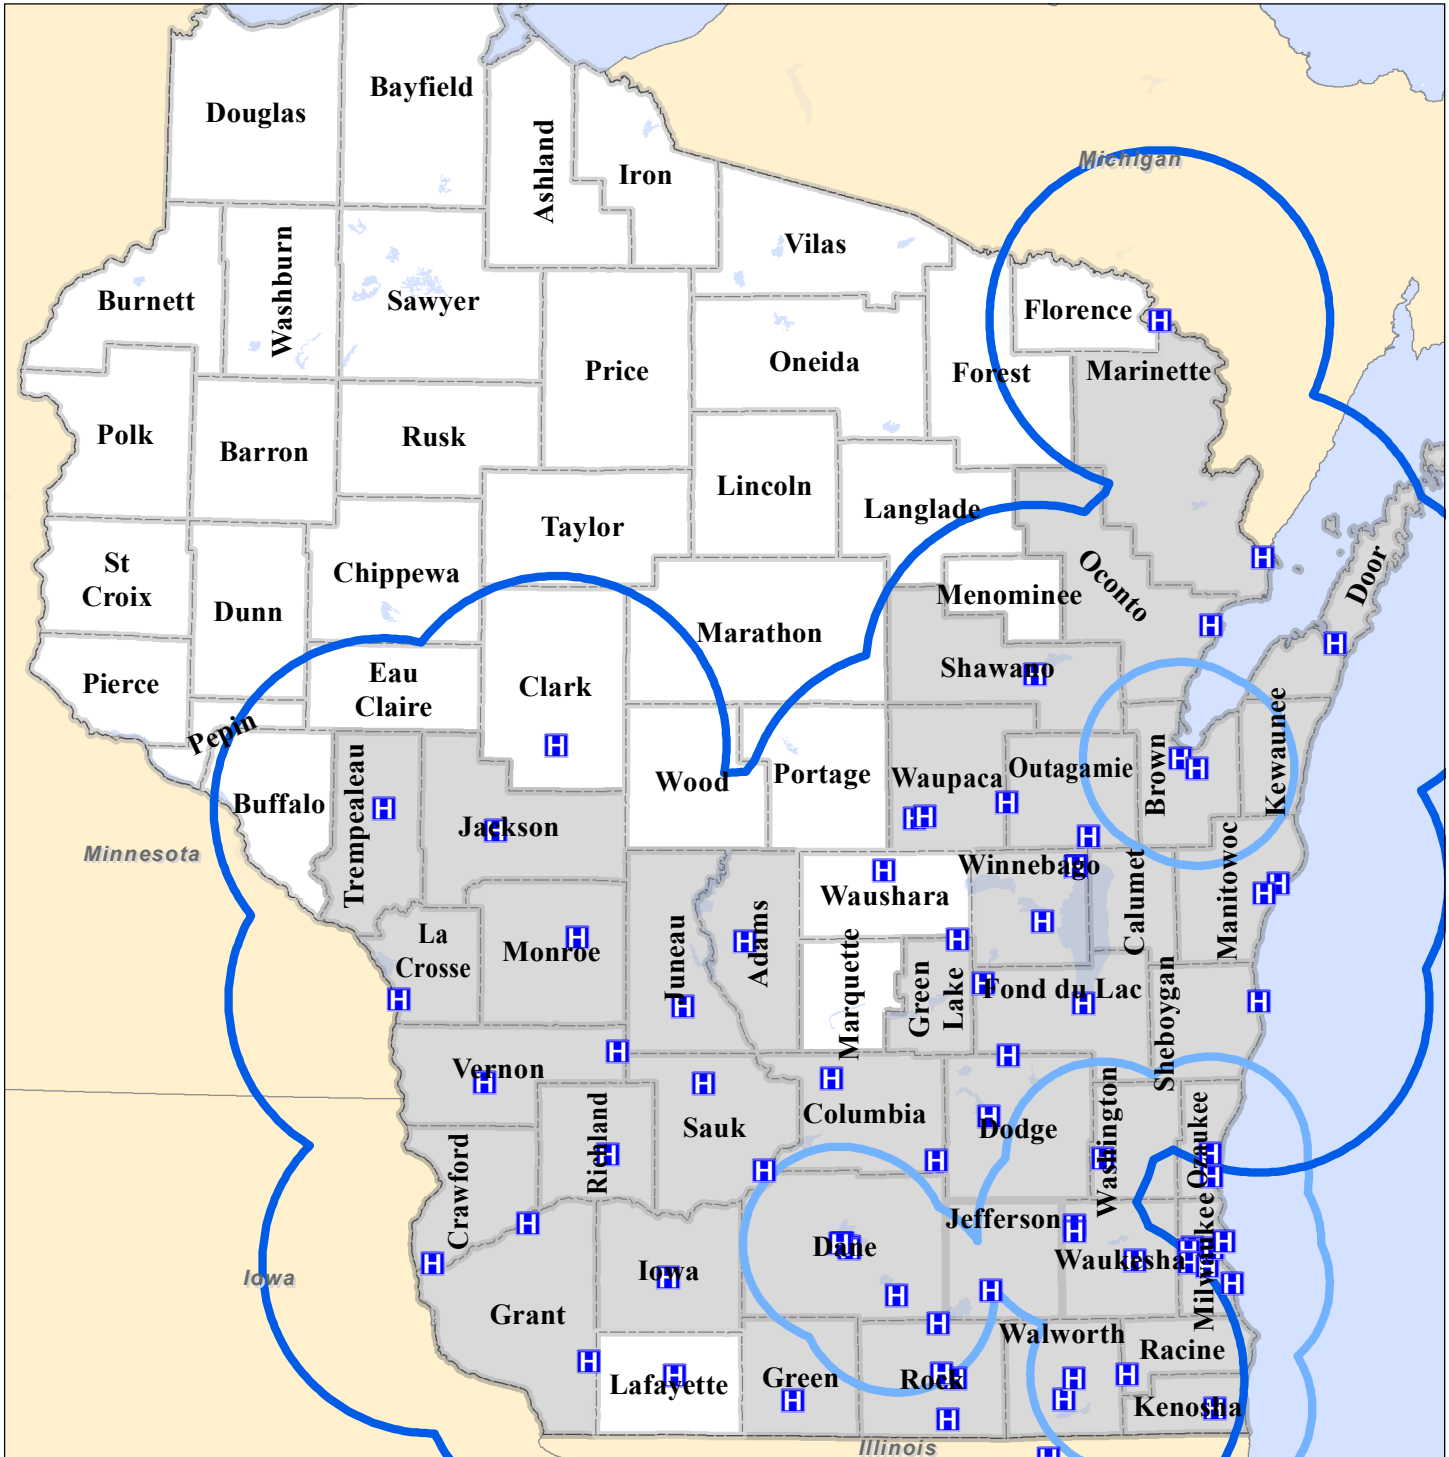 Bayfield
Douglas
Ashland
Iron
Michigan
Vilas
Washburn
Burnett
Sawyer
Florence
H
Price
Oneida
Forest
Marinette
Polk
Barron
Rusk
Lincoln
Langlade
Taylor
St
Croix
Chippewa
Dunn
Menominee
Oconto
H
Door
H
Marathon
H
Pierce
Eau
Claire
Clark
Shawano
H
Pepin
H
Brown
H
H
Kewaunee
Buffalo
Trempealeau
H
Wood
Portage
Waupaca
H
H
Outagamie
H
H
Jackson
H
Minnesota
Winnebago
H
Waushara
H
Calumet
Manitowoc
H
H
La
Crosse
H
Monroe
H
Juneau
H
Adams
H
Marquette
Green
Lake
H
H
H
Fond du Lac
H
H
Sheboygan
H
Vernon
H
H
Sauk
H
H
Columbia
H
H
Dodge
H
Washington
H
Ozaukee
H
H
Crawford
H
Richland
H
H
Iowa
Iowa
H
Dane
H
H
H
Jefferson
H
H
Waukesha
H
H
Milwaukee
H
H
H
H
Grant
H
Lafayette
H
Green
H
Rock
H
H
H
H
Walworth
H
H
H
Racine
Kenosha
H
Illinois
H